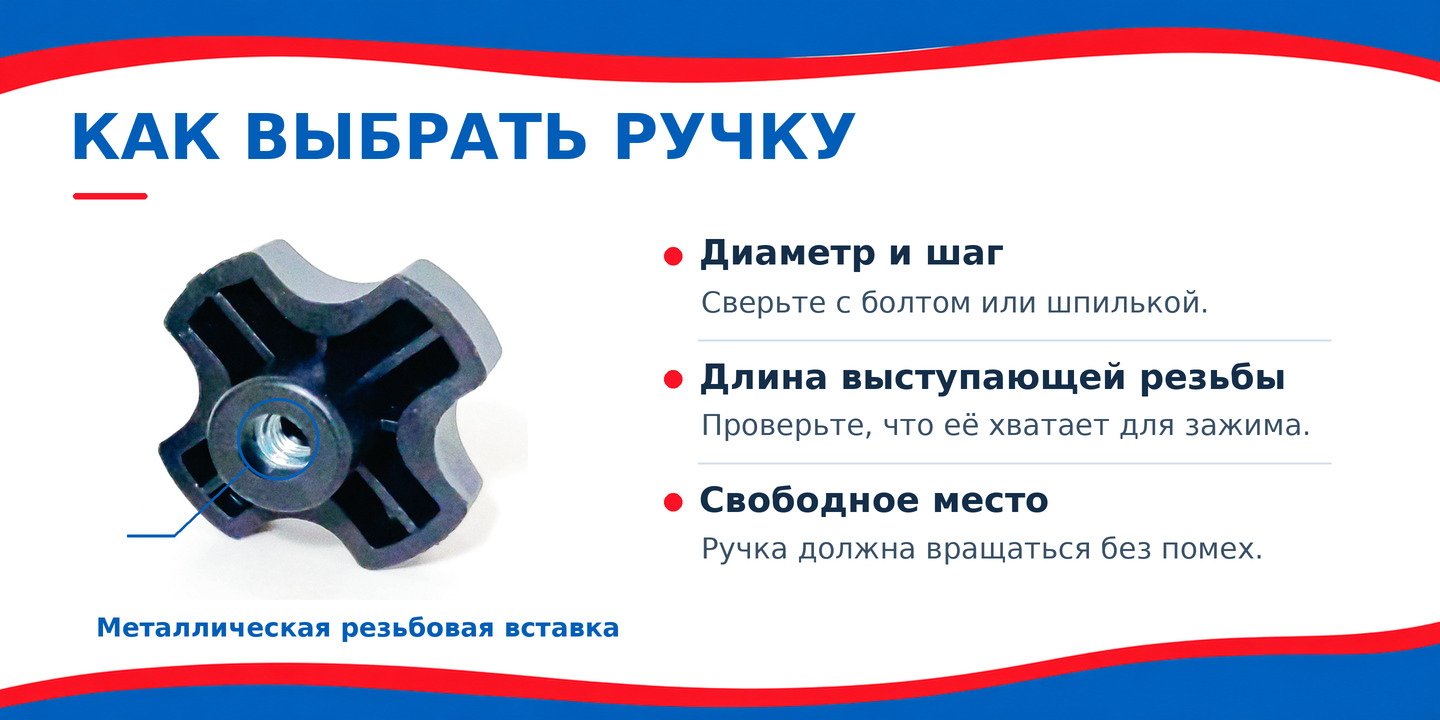 КАК ВЫБРАТЬ РУЧКУ
Диаметр и шаг
Сверьте с болтом или шпилькой.
Длина выступающей резьбы
Проверьте, что её хватает для зажима.
Свободное место
Ручка должна вращаться без помех.
Металлическая резьбовая вставка